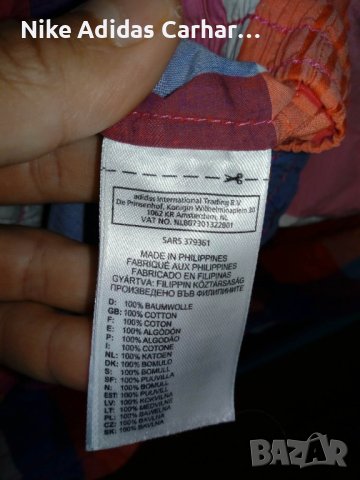 Nike Adidas Carhar...
adidas International Trading B.V.
De Prinsenhof, Konigin Wilhelminaplein 30
1062 KR Amsterdam, NL
VAT NO. NL807301322B01
SARS 379361
MADE IN PHILIPPINES
FABRIQUÉ AUX PHILIPPINES
FABRICADO EN FILIPINAS
GYÁRTVA: FILIPPIN KÖZTÁRSASÁG
ПРОИЗВЕДЕНО ВЪВ ФИЛИПИНИТЕ
D: 100% BAUMWOLLE
GB: 100% COTTON
F: 100% COTON
E: 100% ALGODÓN
P: 100% ALGODÃO
I: 100% COTONE
NL: 100% KATOEN
DK: 100% BOMULD
S: 100% BOMULL
SF: 100% PUUVILLA
N: 100% BOMULL
EST: 100% PUUVILL
LV: 100% KOKVILNA
LT: 100% MEDVILNE
PL: 100% BAWEŁNA
CZ: 100% BAVLNA
SK: 100% BAVLNA
BAZAR